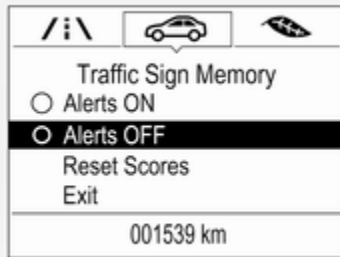 Traffic Sign Memory
Alerts ON
Alerts OFF
Reset Scores
Exit
001539 km